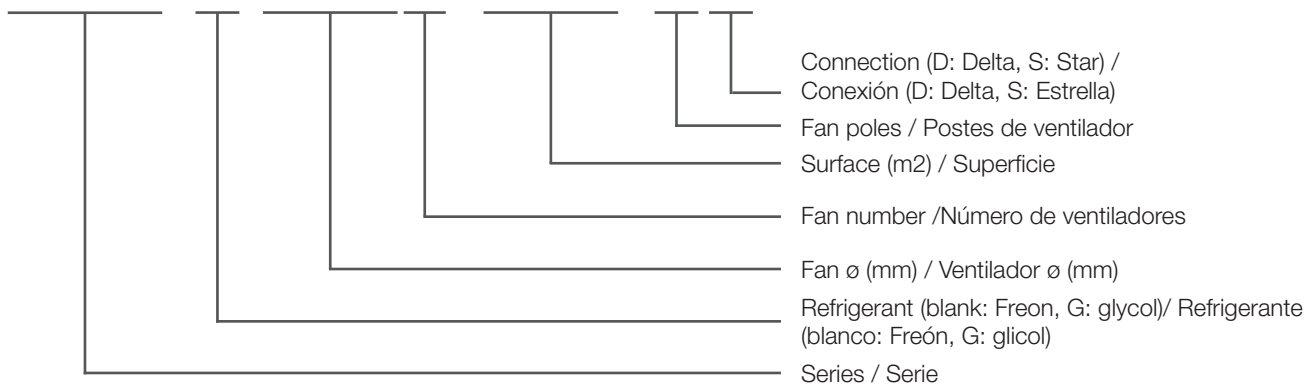 Connection (D: Delta, S: Star) /
Conexión (D: Delta, S: Estrella)
Fan poles / Postes de ventilador
Surface (m2) / Superficie
Fan number /Número de ventiladores
Fan ø (mm) / Ventilador ø (mm)
Refrigerant (blank: Freon, G: glycol)/ Refrigerante
(blanco: Freón, G: glicol)
Series / Serie